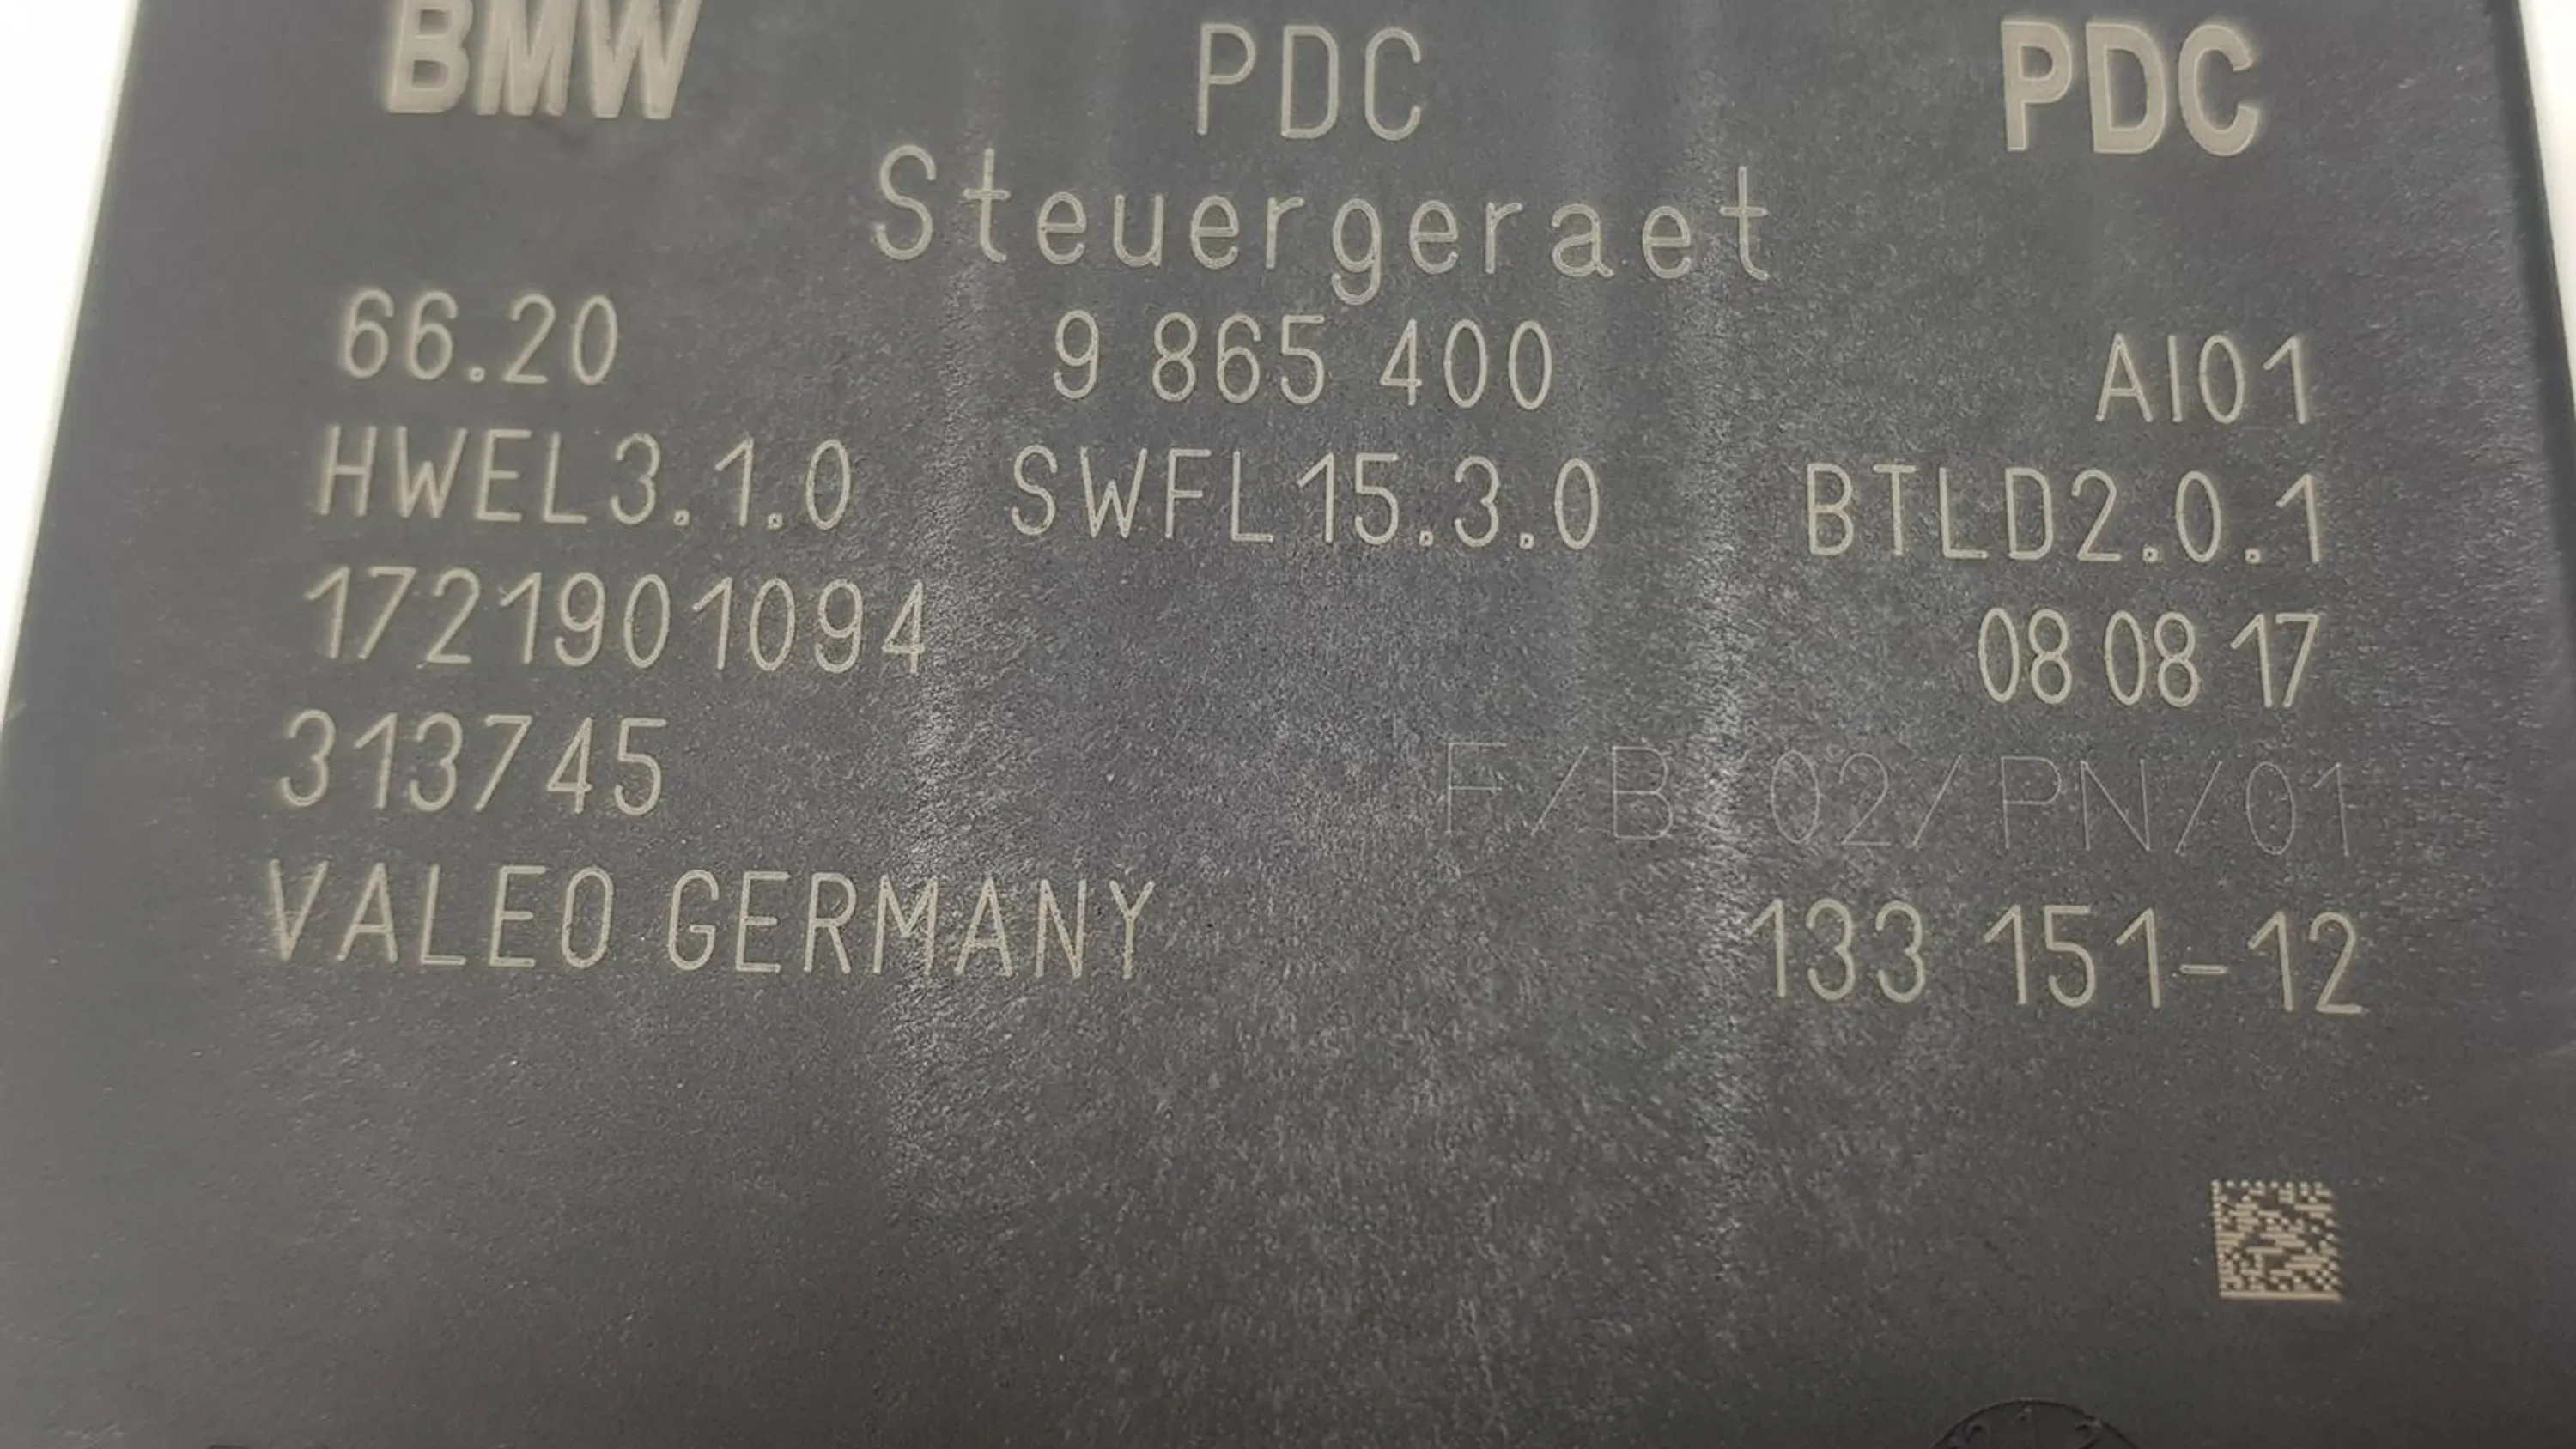 BMW PDC PDC
Steuergeraet
66.20 9 865 400 AI01
HWEL3.1.0 SWFL15.3.0 BTLD2.0.1
1721901094 08 08 17
313745 F/B/02/PN/01
VALEO GERMANY 133 151-12